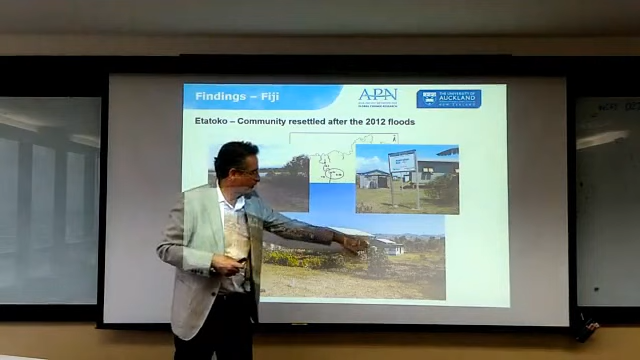 Findings – Fiji
APN
THE UNIVERSITY OF
AUCKLAND
NEW ZEALAND
Etatoko – Community resettled after the 2012 floods